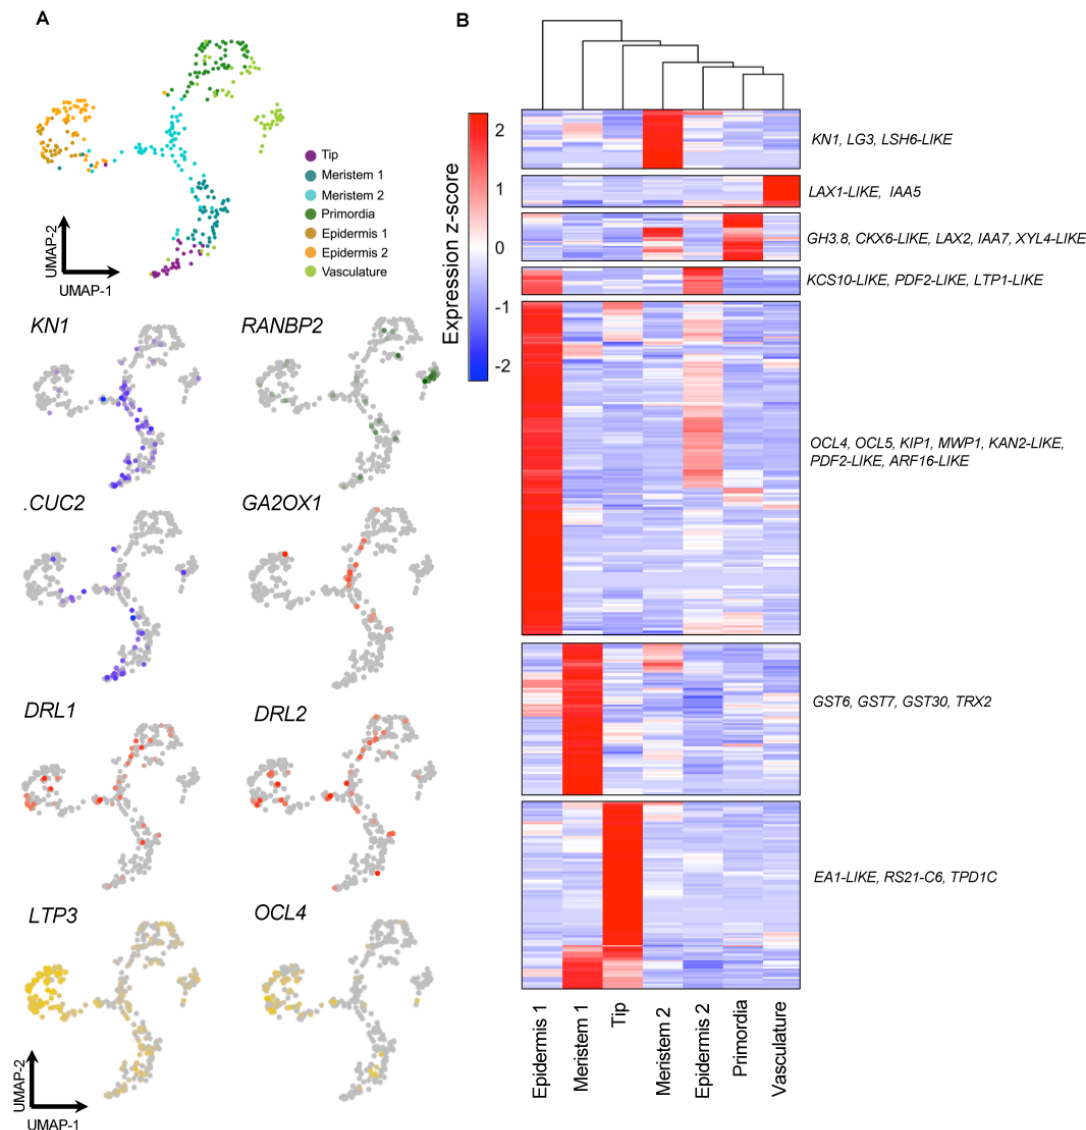 A
UMAP-2
UMAP-1
Tip
Meristem 1
Meristem 2
Primordia
Epidermis 1
Epidermis 2
Vasculature
KN1
RANBP2
.CUC2
GA2OX1
DRL1
DRL2
LTP3
OCL4
UMAP-2
UMAP-1
B
Expression z-score
2
1
0
-1
-2
KN1, LG3, LSH6-LIKE
LAX1-LIKE, IAA5
GH3.8, CKX6-LIKE, LAX2, IAA7, XYL4-LIKE
KCS10-LIKE, PDF2-LIKE, LTP1-LIKE
OCL4, OCL5, KIP1, MWP1, KAN2-LIKE,
PDF2-LIKE, ARF16-LIKE
GST6, GST7, GST30, TRX2
EA1-LIKE, RS21-C6, TPD1C
Epidermis 1
Meristem 1
Tip
Meristem 2
Epidermis 2
Primordia
Vasculature